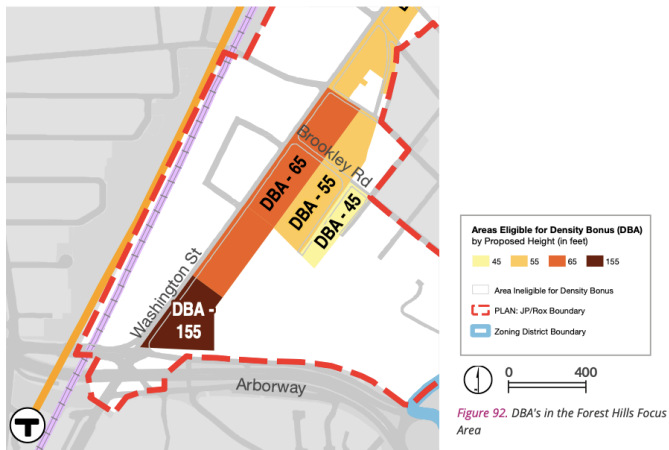 Brookley Rd
DBA - 65
DBA - 55
DBA - 45
Washington St
DBA -
155
Arborway
T
Areas Eligible for Density Bonus (DBA)
by Proposed Height (in feet)
45 55 65 155
Area Ineligible for Density Bonus
PLAN: JP/Rox Boundary
Zoning District Boundary
0 400
Figure 92. DBA's in the Forest Hills Focus
Area